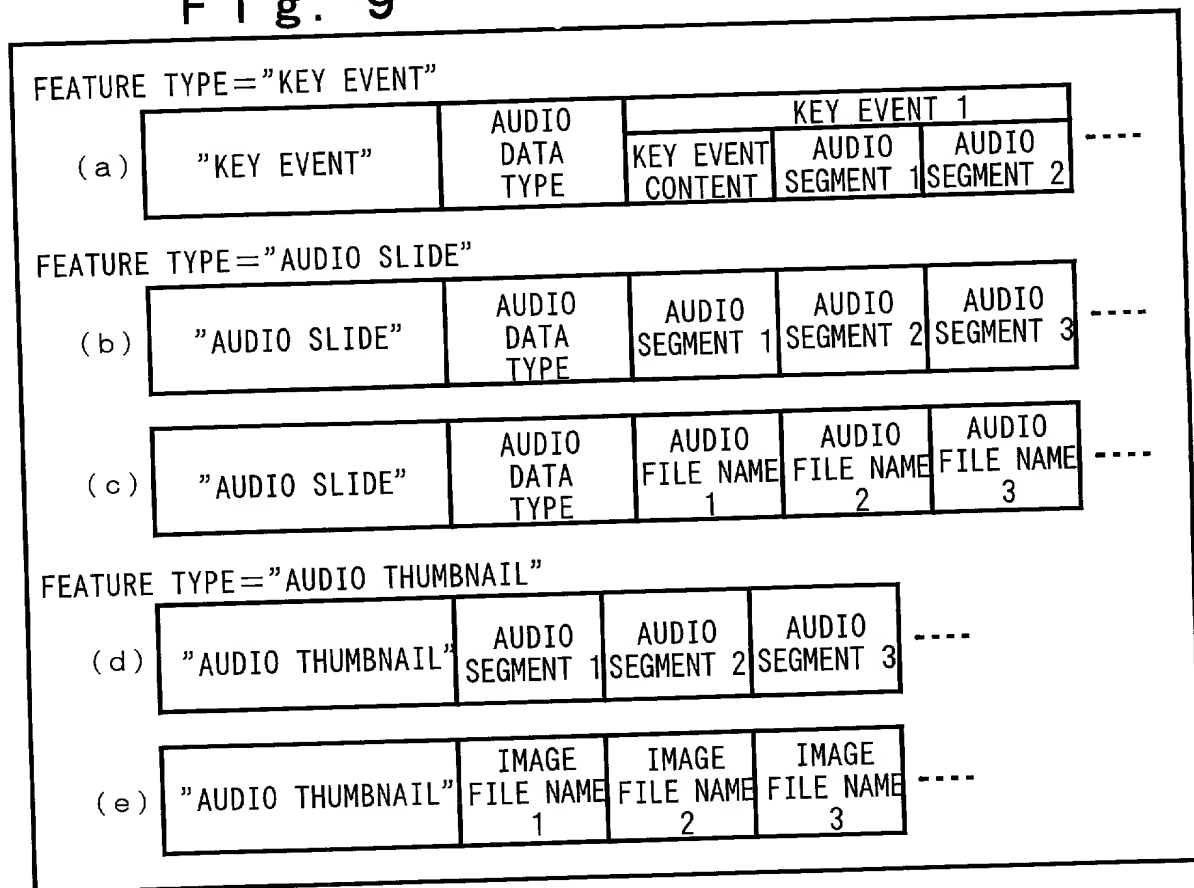 Fig. 9
FEATURE TYPE="KEY EVENT"
(a)
"KEY EVENT"
AUDIO
DATA
TYPE
KEY EVENT 1
KEY EVENT
CONTENT
AUDIO
SEGMENT 1
AUDIO
SEGMENT 2
----
FEATURE TYPE="AUDIO SLIDE"
(b)
"AUDIO SLIDE"
AUDIO
DATA
TYPE
AUDIO
SEGMENT 1
AUDIO
SEGMENT 2
AUDIO
SEGMENT 3
----
(c)
"AUDIO SLIDE"
AUDIO
DATA
TYPE
AUDIO
FILE NAME
1
AUDIO
FILE NAME
2
AUDIO
FILE NAME
3
----
FEATURE TYPE="AUDIO THUMBNAIL"
(d)
"AUDIO THUMBNAIL"
AUDIO
SEGMENT 1
AUDIO
SEGMENT 2
AUDIO
SEGMENT 3
----
(e)
"AUDIO THUMBNAIL"
IMAGE
FILE NAME
1
IMAGE
FILE NAME
2
IMAGE
FILE NAME
3
----